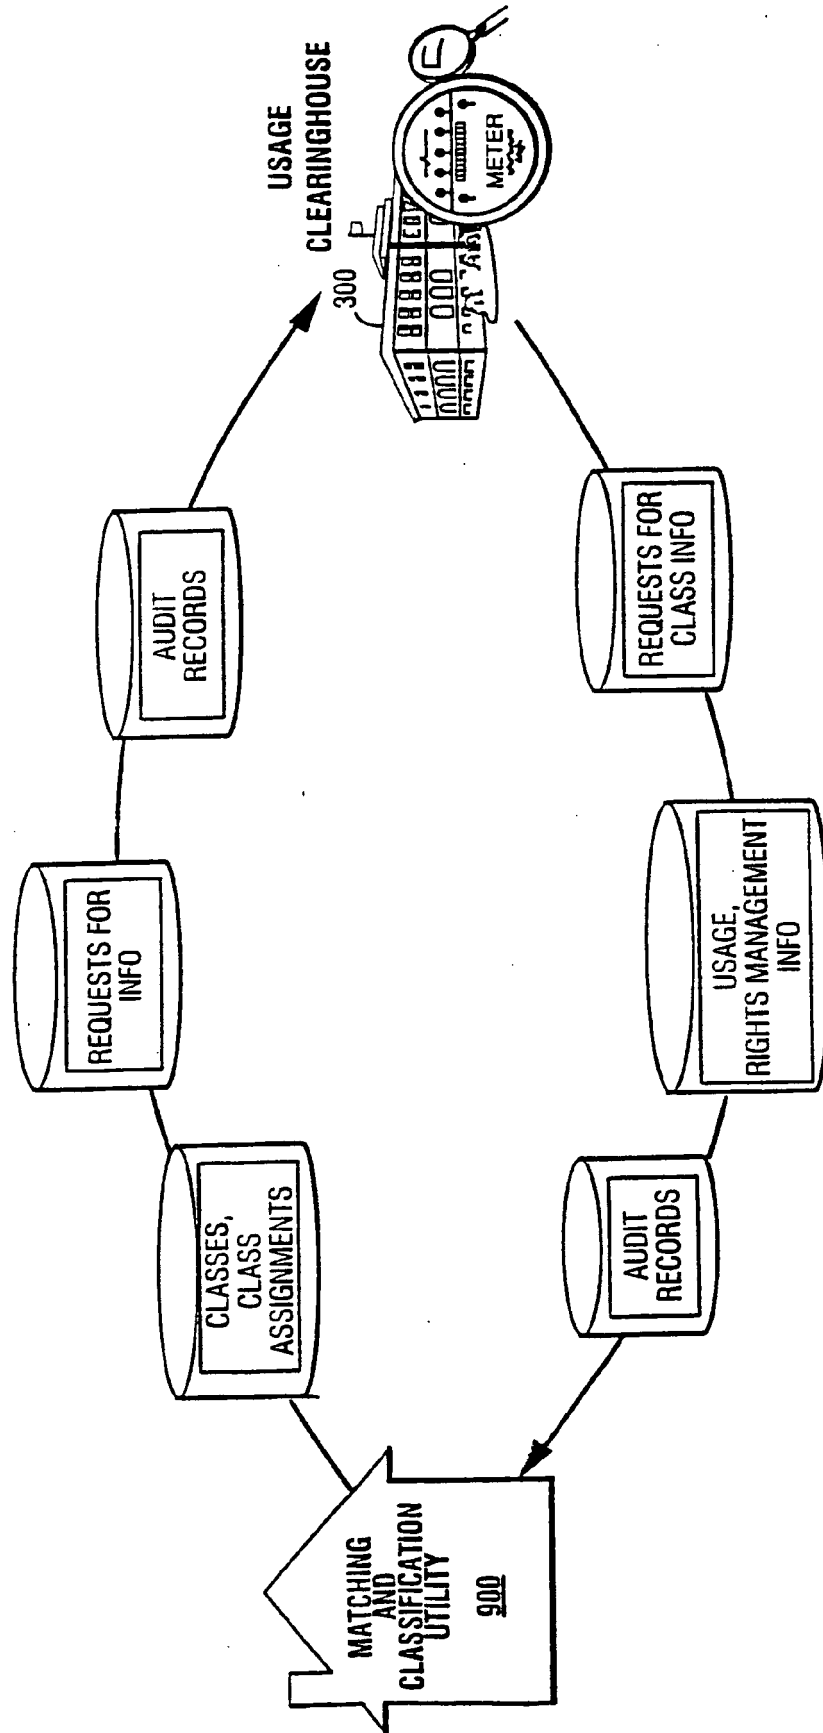 MATCHING
AND
CLASSIFICATION
UTILITY
900
CLASSES,
CLASS
ASSIGNMENTS
REQUESTS FOR
INFO
AUDIT
RECORDS
USAGE
CLEARINGHOUSE
300
METER
REQUESTS FOR
CLASS INFO
USAGE,
RIGHTS MANAGEMENT
INFO
AUDIT
RECORDS